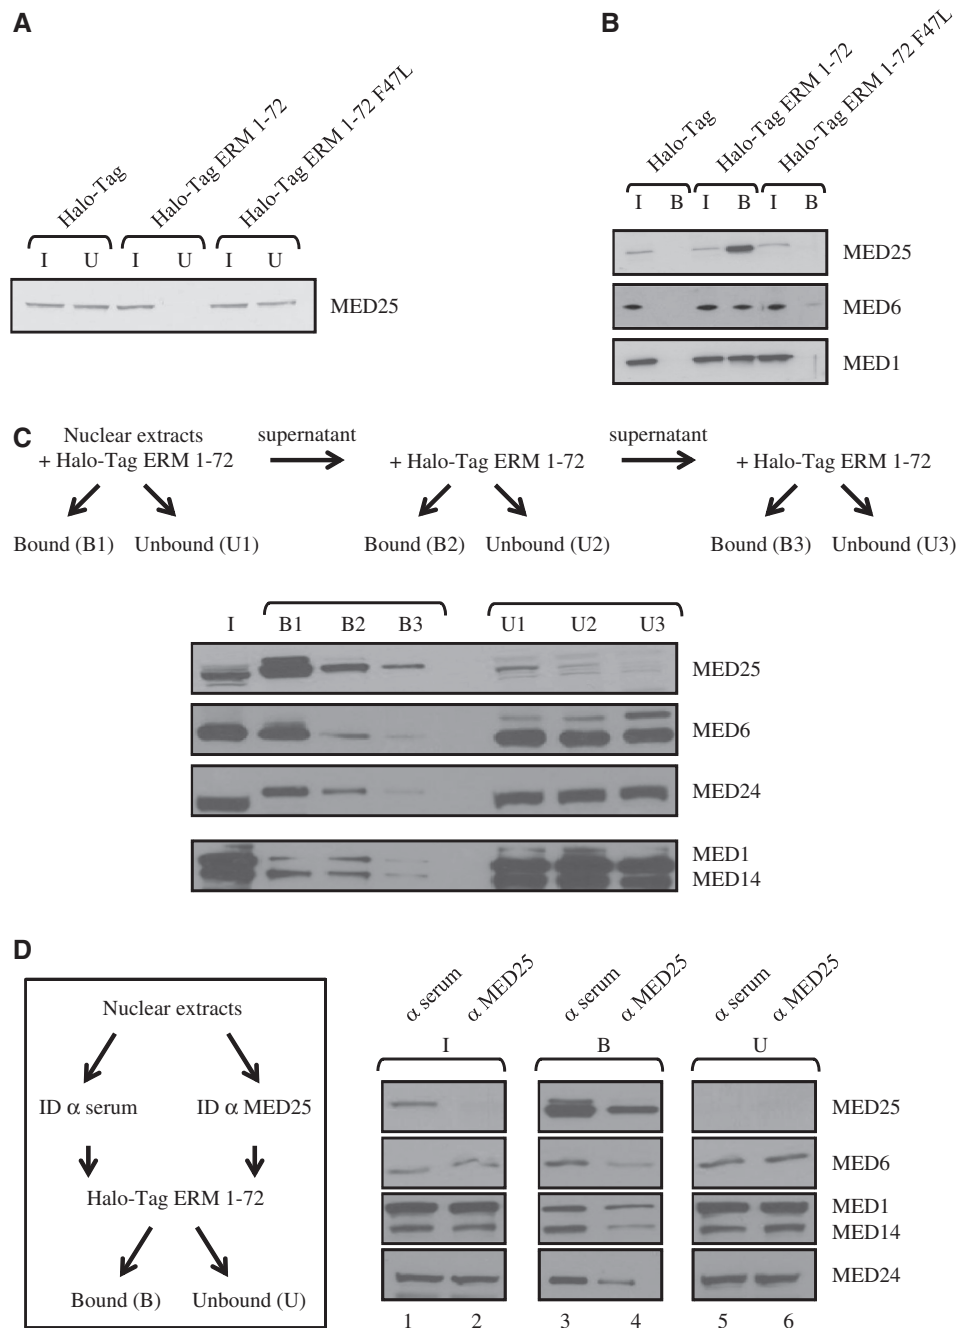 A
Halo-Tag
Halo-Tag ERM 1-72
Halo-Tag ERM 1-72 F47L
I U I U I U
MED25
B
Halo-Tag
Halo-Tag ERM 1-72
Halo-Tag ERM 1-72 F47L
I B I B I B
MED25
MED6
MED1
C
Nuclear extracts
+ Halo-Tag ERM 1-72
supernatant
+ Halo-Tag ERM 1-72
supernatant
+ Halo-Tag ERM 1-72
Bound (B1) Unbound (U1) Bound (B2) Unbound (U2) Bound (B3) Unbound (U3)
I B1 B2 B3 U1 U2 U3
MED25
MED6
MED24
MED1
MED14
D
Nuclear extracts
ID α serum ID α MED25
Halo-Tag ERM 1-72
Bound (B) Unbound (U)
α serum α MED25 α serum α MED25 α serum α MED25
I B U
MED25
MED6
MED1
MED14
MED24
1 2 3 4 5 6